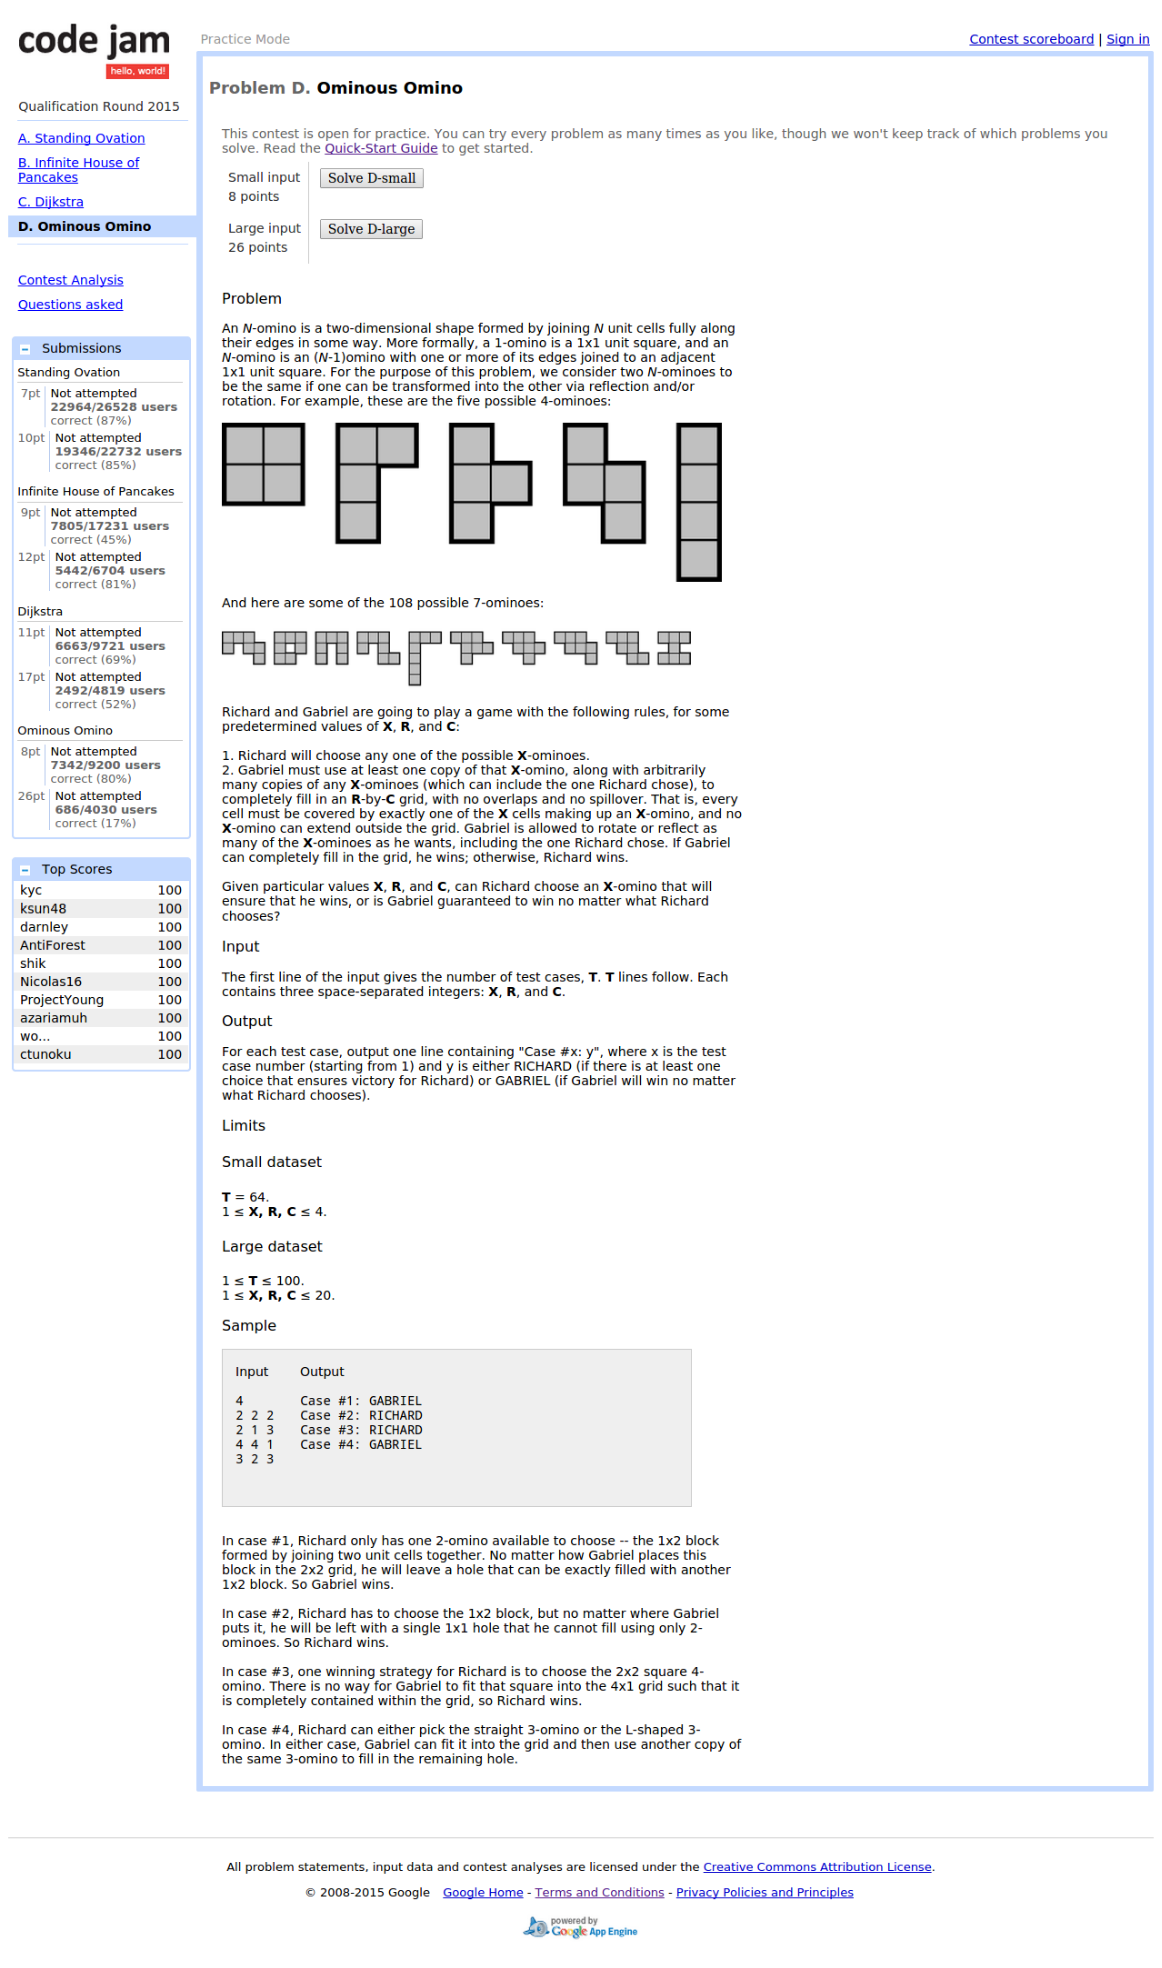 code jam
hello, world!
Practice Mode
Contest scoreboard | Sign in
Qualification Round 2015
A. Standing Ovation
B. Infinite House of
Pancakes
C. Dijkstra
D. Ominous Omino
Contest Analysis
Questions asked
Submissions
Standing Ovation
7pt Not attempted
22964/26528 users
correct (87%)
10pt Not attempted
19346/22732 users
correct (85%)
Infinite House of Pancakes
9pt Not attempted
7805/17231 users
correct (45%)
12pt Not attempted
5442/6704 users
correct (81%)
Dijkstra
11pt Not attempted
6663/9721 users
correct (69%)
17pt Not attempted
2492/4819 users
correct (52%)
Ominous Omino
8pt Not attempted
7342/9200 users
correct (80%)
26pt Not attempted
686/4030 users
correct (17%)
Top Scores
kyc 100
ksun48 100
darnley 100
AntiForest 100
shik 100
Nicolas16 100
ProjectYoung 100
azariamuh 100
wo... 100
ctunoku 100
Problem D. Ominous Omino
This contest is open for practice. You can try every problem as many times as you like, though we won't keep track of which problems you
solve. Read the Quick-Start Guide to get started.
Small input
8 points
Solve D-small
Large input
26 points
Solve D-large
Problem
An N-omino is a two-dimensional shape formed by joining N unit cells fully along
their edges in some way. More formally, a 1-omino is a 1x1 unit square, and an
N-omino is an (N-1)omino with one or more of its edges joined to an adjacent
1x1 unit square. For the purpose of this problem, we consider two N-ominoes to
be the same if one can be transformed into the other via reflection and/or
rotation. For example, these are the five possible 4-ominoes:
And here are some of the 108 possible 7-ominoes:
Richard and Gabriel are going to play a game with the following rules, for some
predetermined values of X, R, and C:
1. Richard will choose any one of the possible X-ominoes.
2. Gabriel must use at least one copy of that X-omino, along with arbitrarily
many copies of any X-ominoes (which can include the one Richard chose), to
completely fill in an R-by-C grid, with no overlaps and no spillover. That is, every
cell must be covered by exactly one of the X cells making up an X-omino, and no
X-omino can extend outside the grid. Gabriel is allowed to rotate or reflect as
many of the X-ominoes as he wants, including the one Richard chose. If Gabriel
can completely fill in the grid, he wins; otherwise, Richard wins.
Given particular values X, R, and C, can Richard choose an X-omino that will
ensure that he wins, or is Gabriel guaranteed to win no matter what Richard
chooses?
Input
The first line of the input gives the number of test cases, T. T lines follow. Each
contains three space-separated integers: X, R, and C.
Output
For each test case, output one line containing "Case #x: y", where x is the test
case number (starting from 1) and y is either RICHARD (if there is at least one
choice that ensures victory for Richard) or GABRIEL (if Gabriel will win no matter
what Richard chooses).
Limits
Small dataset
T = 64.
1 ≤ X, R, C ≤ 4.
Large dataset
1 ≤ T ≤ 100.
1 ≤ X, R, C ≤ 20.
Sample
Input Output
4 Case #1: GABRIEL
2 2 2 Case #2: RICHARD
2 1 3 Case #3: RICHARD
4 4 1 Case #4: GABRIEL
3 2 3
In case #1, Richard only has one 2-omino available to choose -- the 1x2 block
formed by joining two unit cells together. No matter how Gabriel places this
block in the 2x2 grid, he will leave a hole that can be exactly filled with another
1x2 block. So Gabriel wins.
In case #2, Richard has to choose the 1x2 block, but no matter where Gabriel
puts it, he will be left with a single 1x1 hole that he cannot fill using only 2-
ominoes. So Richard wins.
In case #3, one winning strategy for Richard is to choose the 2x2 square 4-
omino. There is no way for Gabriel to fit that square into the 4x1 grid such that it
is completely contained within the grid, so Richard wins.
In case #4, Richard can either pick the straight 3-omino or the L-shaped 3-
omino. In either case, Gabriel can fit it into the grid and then use another copy of
the same 3-omino to fill in the remaining hole.
All problem statements, input data and contest analyses are licensed under the Creative Commons Attribution License.
© 2008-2015 Google Google Home - Terms and Conditions - Privacy Policies and Principles
powered by
Google App Engine